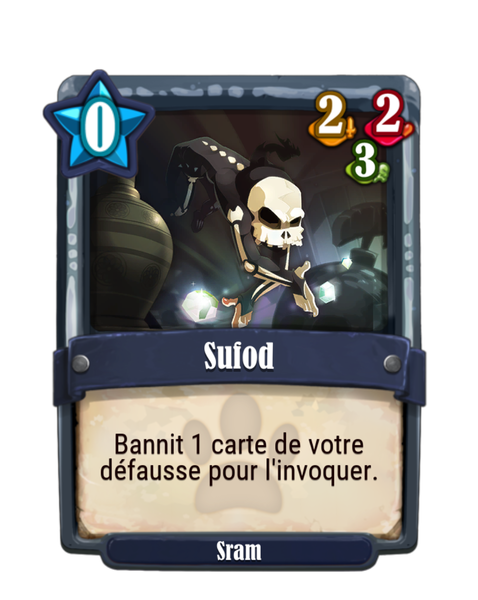 0
2
2
3
Sufod
Bannit 1 carte de votre
défausse pour l'invoquer.
Sram